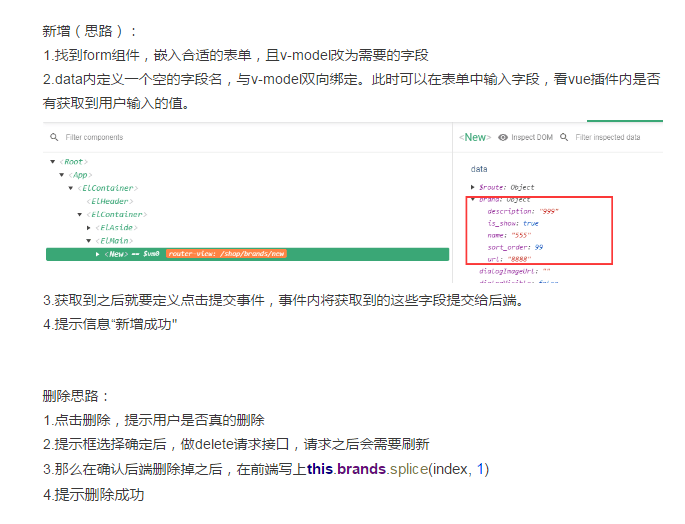 新增（思路）：
1.找到form组件，嵌入合适的表单，且v-model改为需要的字段
2.data内定义一个空的字段名，与v-model双向绑定。此时可以在表单中输入字段，看vue插件内是否
有获取到用户输入的值。
Filter components
<Root>
<App>
<ElContainer>
<ElHeader>
<ElContainer>
<ElAside>
<ElMain>
<New> == $vm0 router-view: /shop/brands/new
<New> Inspect DOM Filter inspected data
data
$route: Object
brand: Object
description: "999"
is_show: true
name: "555"
sort_order: 99
url: "8888"
dialogImageUrl: ""
dialogVisible: false
3.获取到之后就要定义点击提交事件，事件内将获取到的这些字段提交给后端。
4.提示信息“新增成功”
删除思路：
1.点击删除，提示用户是否真的删除
2.提示框选择确定后，做delete请求接口，请求之后会需要刷新
3.那么在确认后端删除掉之后，在前端写上this.brands.splice(index, 1)
4.提示删除成功